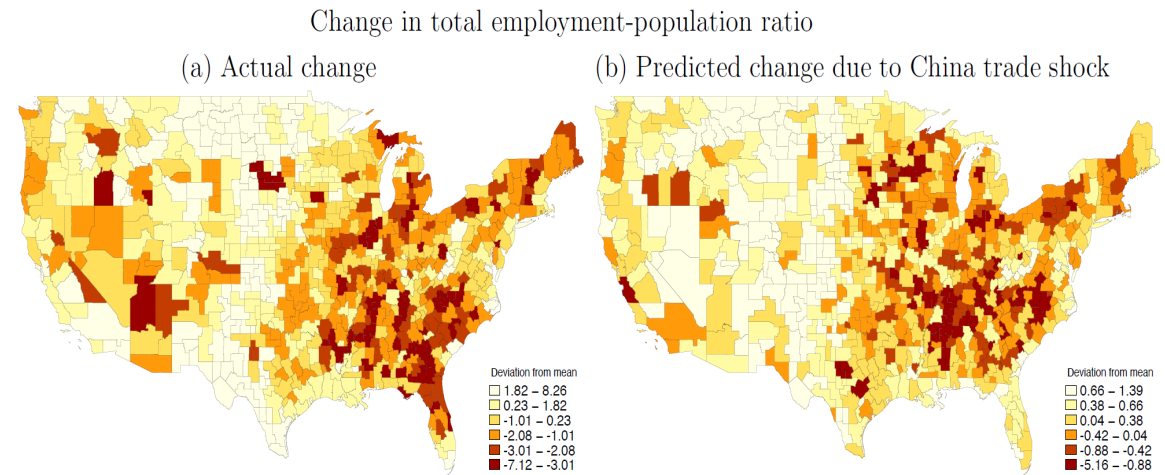 Change in total employment-population ratio
(a) Actual change
(b) Predicted change due to China trade shock
Deviation from mean
1.82 – 8.26
0.23 – 1.82
-1.01 – 0.23
-2.08 – -1.01
-3.01 – -2.08
-7.12 – -3.01
Deviation from mean
0.66 – 1.39
0.38 – 0.66
0.04 – 0.38
-0.42 – 0.04
-0.88 – -0.42
-5.16 – -0.88